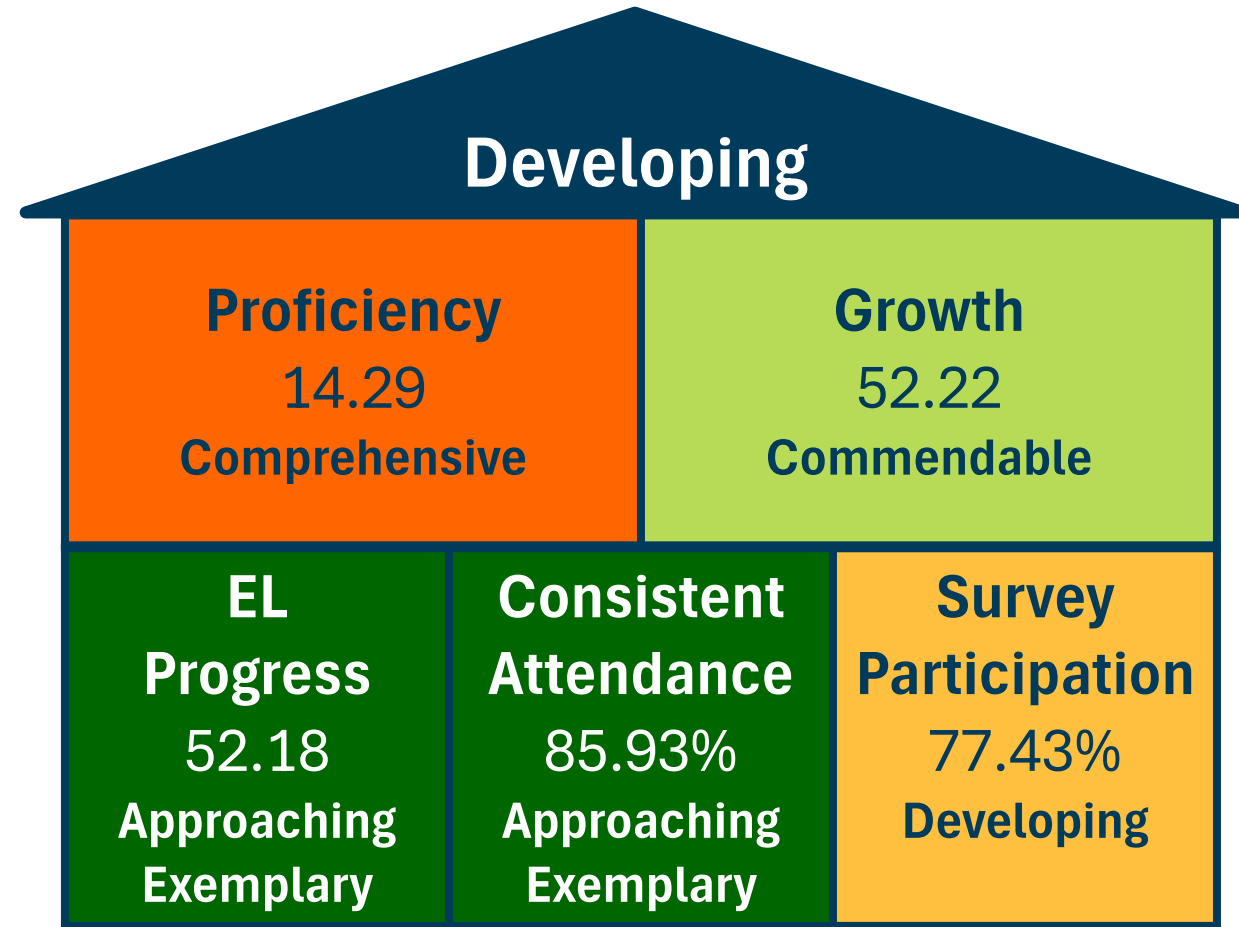 Developing
Proficiency
14.29
Comprehensive
Growth
52.22
Commendable
EL
Progress
52.18
Approaching
Exemplary
Consistent
Attendance
85.93%
Approaching
Exemplary
Survey
Participation
77.43%
Developing